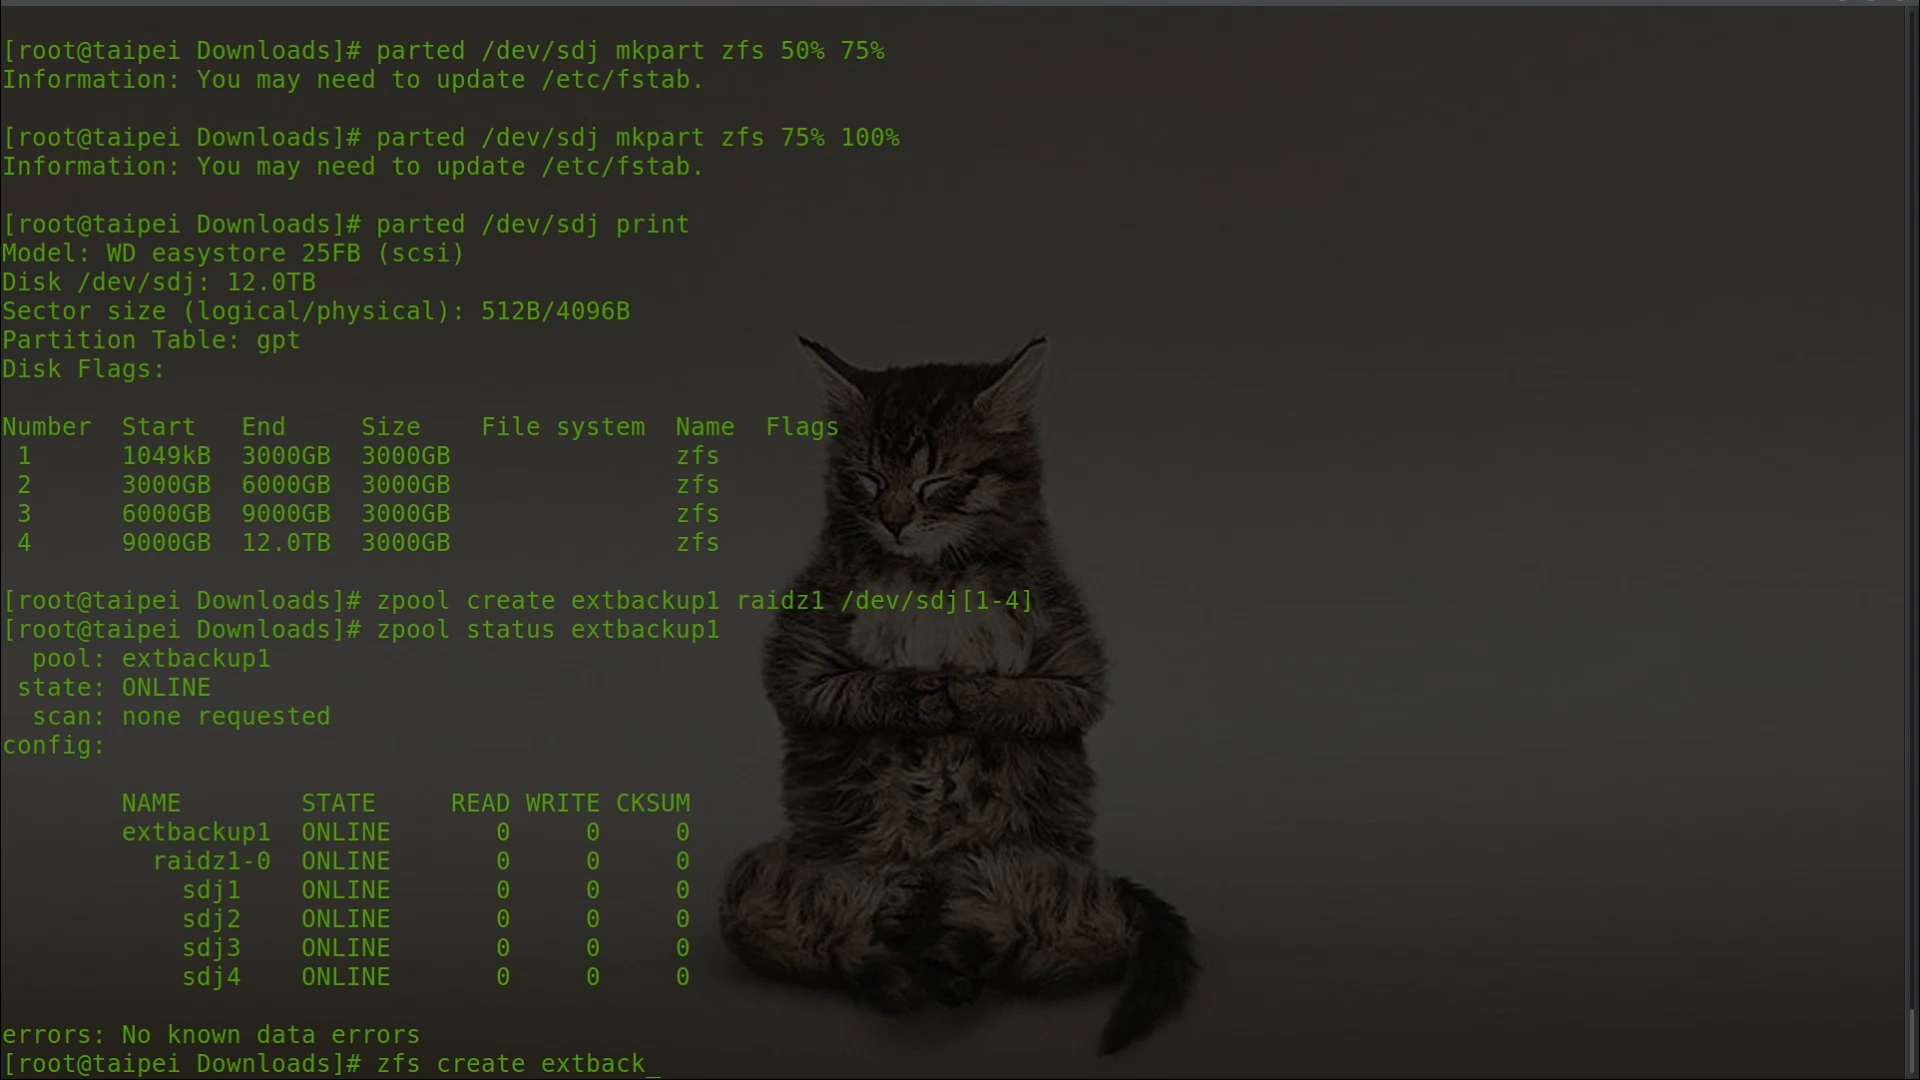 [root@taipei Downloads]# parted /dev/sdj mkpart zfs 50% 75%
Information: You may need to update /etc/fstab.
[root@taipei Downloads]# parted /dev/sdj mkpart zfs 75% 100%
Information: You may need to update /etc/fstab.
[root@taipei Downloads]# parted /dev/sdj print
Model: WD easystore 25FB (scsi)
Disk /dev/sdj: 12.0TB
Sector size (logical/physical): 512B/4096B
Partition Table: gpt
Disk Flags:
Number  Start   End     Size    File system  Name  Flags
 1      1049kB  3000GB  3000GB               zfs
 2      3000GB  6000GB  3000GB               zfs
 3      6000GB  9000GB  3000GB               zfs
 4      9000GB  12.0TB  3000GB               zfs
[root@taipei Downloads]# zpool create extbackup1 raidz1 /dev/sdj[1-4]
[root@taipei Downloads]# zpool status extbackup1
  pool: extbackup1
 state: ONLINE
  scan: none requested
config:
        NAME        STATE     READ WRITE CKSUM
        extbackup1  ONLINE       0     0     0
          raidz1-0  ONLINE       0     0     0
            sdj1    ONLINE       0     0     0
            sdj2    ONLINE       0     0     0
            sdj3    ONLINE       0     0     0
            sdj4    ONLINE       0     0     0
errors: No known data errors
[root@taipei Downloads]# zfs create extback_